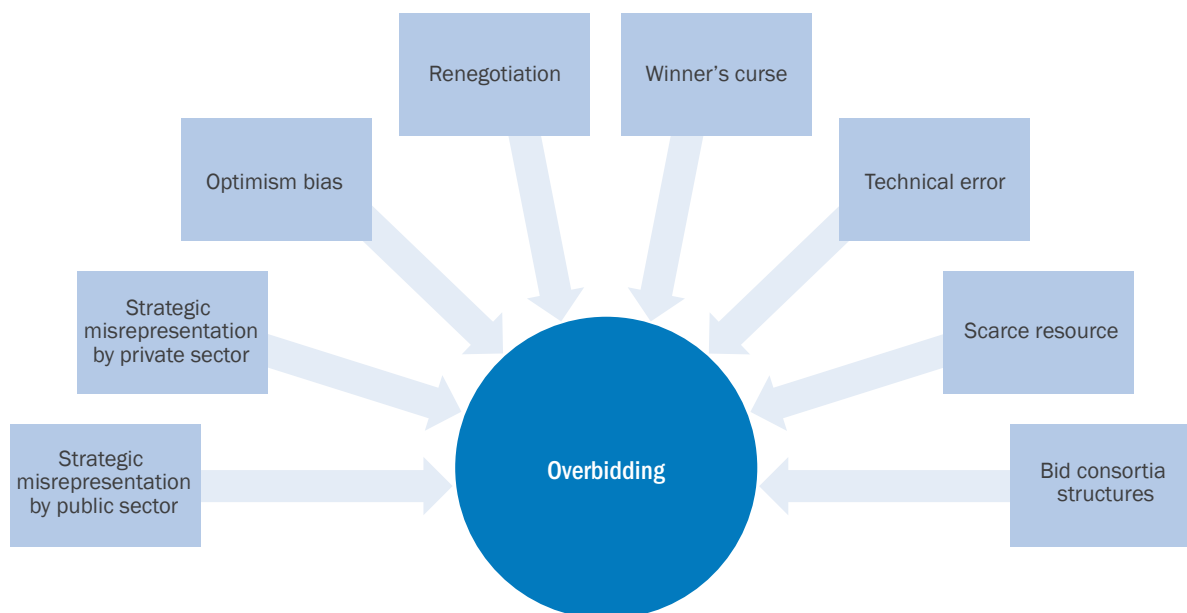 Renegotiation
Winner’s curse
Optimism bias
Technical error
Strategic
misrepresentation
by private sector
Scarce resource
Strategic
misrepresentation
by public sector
Overbidding
Bid consortia
structures